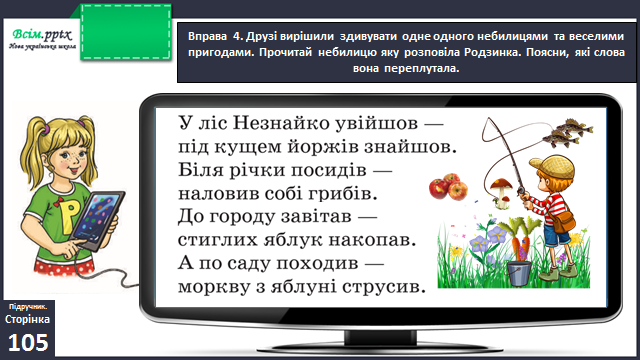 Всім.pptx
Нова українська школа
Вправа 4. Друзі вирішили здивувати одне одного небилицями та веселими
пригодами. Прочитай небилицю яку розповіла Родзинка. Поясни, які слова
вона переплутала.
У ліс Незнайко увійшов —
під кущем йоржів знайшов.
Біля річки посидів —
наловив собі грибів.
До городу завітав —
стиглих яблук накопав.
А по саду походив —
моркву з яблуні струсив.
Р
Підручник.
Сторінка
105